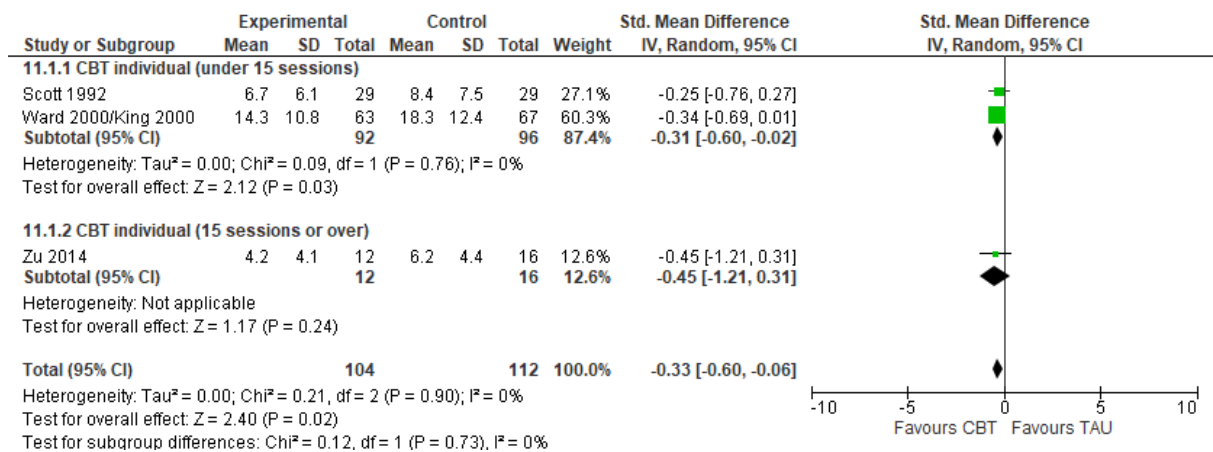 Experimental Control Std. Mean Difference Std. Mean Difference
Study or Subgroup Mean SD Total Mean SD Total Weight IV, Random, 95% CI IV, Random, 95% CI
11.1.1 CBT individual (under 15 sessions)
Scott 1992 6.7 6.1 29 8.4 7.5 29 27.1% -0.25 [-0.76, 0.27]
Ward 2000/King 2000 14.3 10.8 63 18.3 12.4 67 60.3% -0.34 [-0.69, 0.01]
Subtotal (95% CI) 92 96 87.4% -0.31 [-0.60, -0.02]
Heterogeneity: Tau² = 0.00; Chi² = 0.09, df = 1 (P = 0.76); I² = 0%
Test for overall effect: Z = 2.12 (P = 0.03)
11.1.2 CBT individual (15 sessions or over)
Zu 2014 4.2 4.1 12 6.2 4.4 16 12.6% -0.45 [-1.21, 0.31]
Subtotal (95% CI) 12 16 12.6% -0.45 [-1.21, 0.31]
Heterogeneity: Not applicable
Test for overall effect: Z = 1.17 (P = 0.24)
Total (95% CI) 104 112 100.0% -0.33 [-0.60, -0.06]
Heterogeneity: Tau² = 0.00; Chi² = 0.21, df = 2 (P = 0.90); I² = 0%
Test for overall effect: Z = 2.40 (P = 0.02)
Test for subgroup differences: Chi² = 0.12, df = 1 (P = 0.73), I² = 0%
-10 -5 0 5 10
Favours CBT Favours TAU